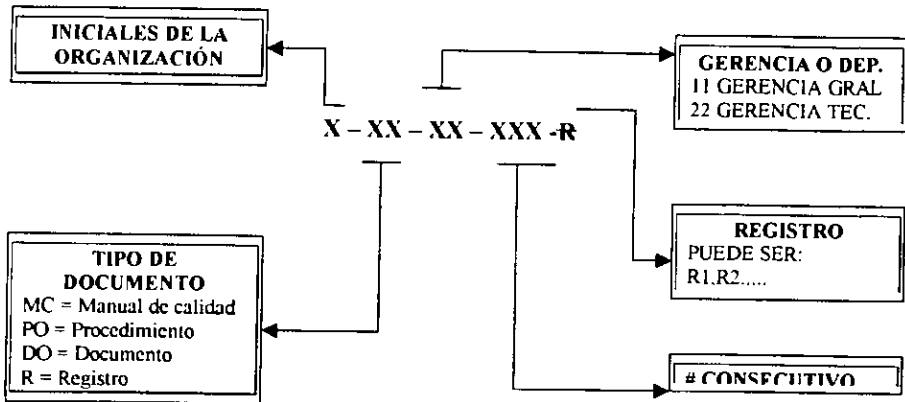 INICIALES DE LA
ORGANIZACIÓN
GERENCIA O DEP.
11 GERENCIA GRAL
22 GERENCIA TEC.
X – XX – XX – XXX -R
REGISTRO
PUEDE SER:
R1,R2.....
TIPO DE
DOCUMENTO
MC = Manual de calidad
PO = Procedimiento
DO = Documento
R = Registro
# CONSECUTIVO